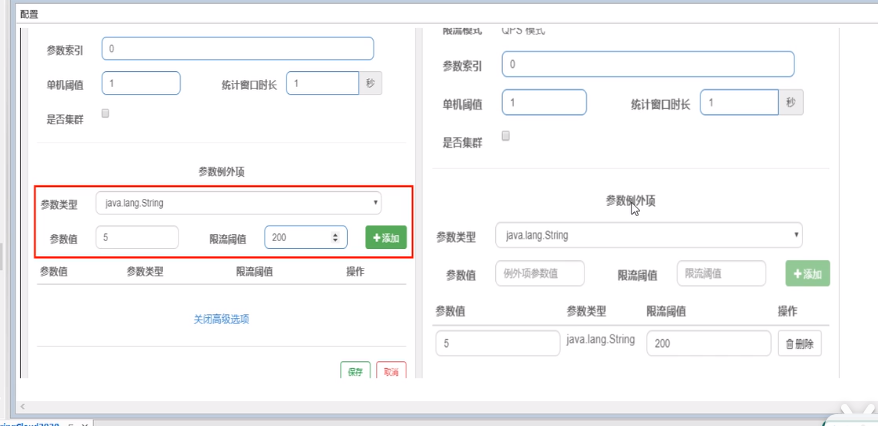 配置
参数索引 0
单机阈值 1 统计窗口时长 1 秒
是否集群
参数例外项
参数类型 java.lang.String
参数值 5 限流阈值 200 +添加
参数值 参数类型 限流阈值 操作
关闭高级选项
保存 取消
限流模式 QPS 模式
参数索引 0
单机阈值 1 统计窗口时长 1 秒
是否集群
参数例外项
参数类型 java.lang.String
参数值 例外项参数值 限流阈值 限流阈值 +添加
参数值 参数类型 限流阈值 操作
5 java.lang.String 200 删除